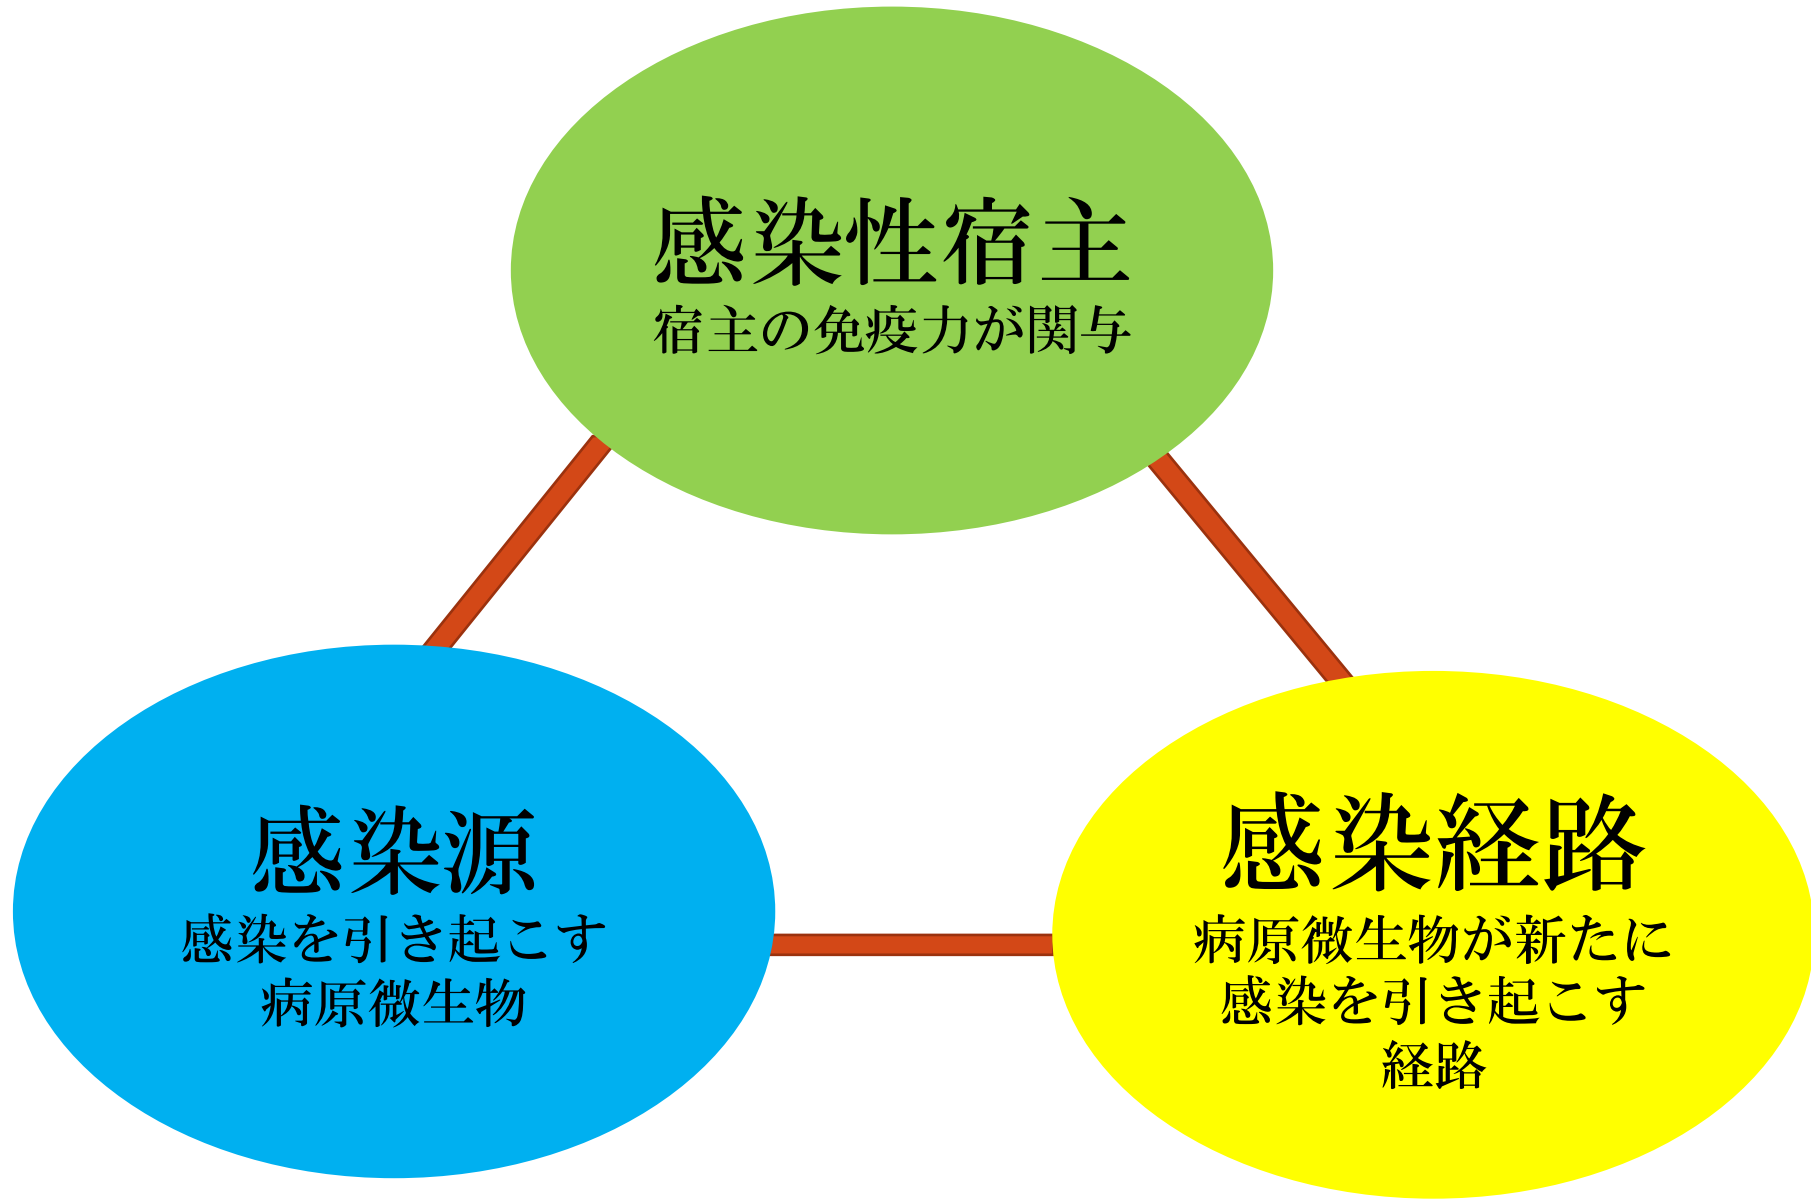 感染性宿主
宿主の免疫力が関与
感染源
感染を引き起こす
病原微生物
感染経路
病原微生物が新たに
感染を引き起こす
経路